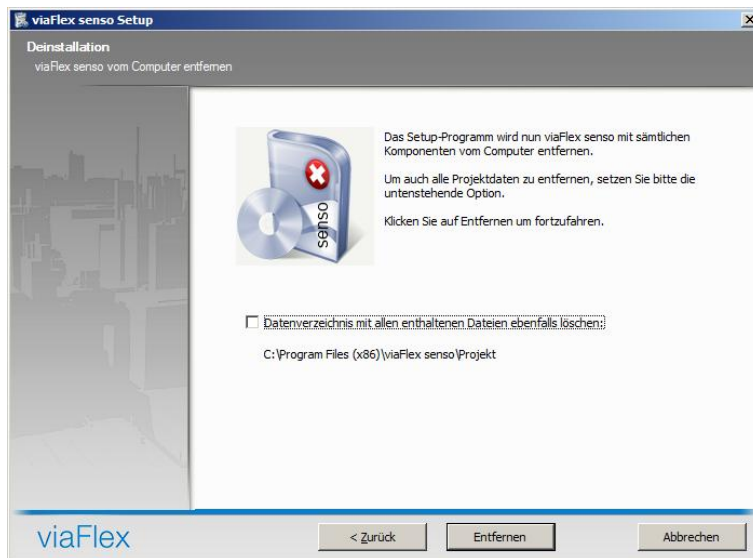 viaFlex senso Setup
Deinstallation
viaFlex senso vom Computer entfernen
senso
Das Setup-Programm wird nun viaFlex senso mit sämtlichen
Komponenten vom Computer entfernen.
Um auch alle Projektdaten zu entfernen, setzen Sie bitte die
untenstehende Option.
Klicken Sie auf Entfernen um fortzufahren.
Datenverzeichnis mit allen enthaltenen Dateien ebenfalls löschen:
C:\Program Files (x86)\viaFlex senso\Projekt
viaFlex
< Zurück
Entfernen
Abbrechen